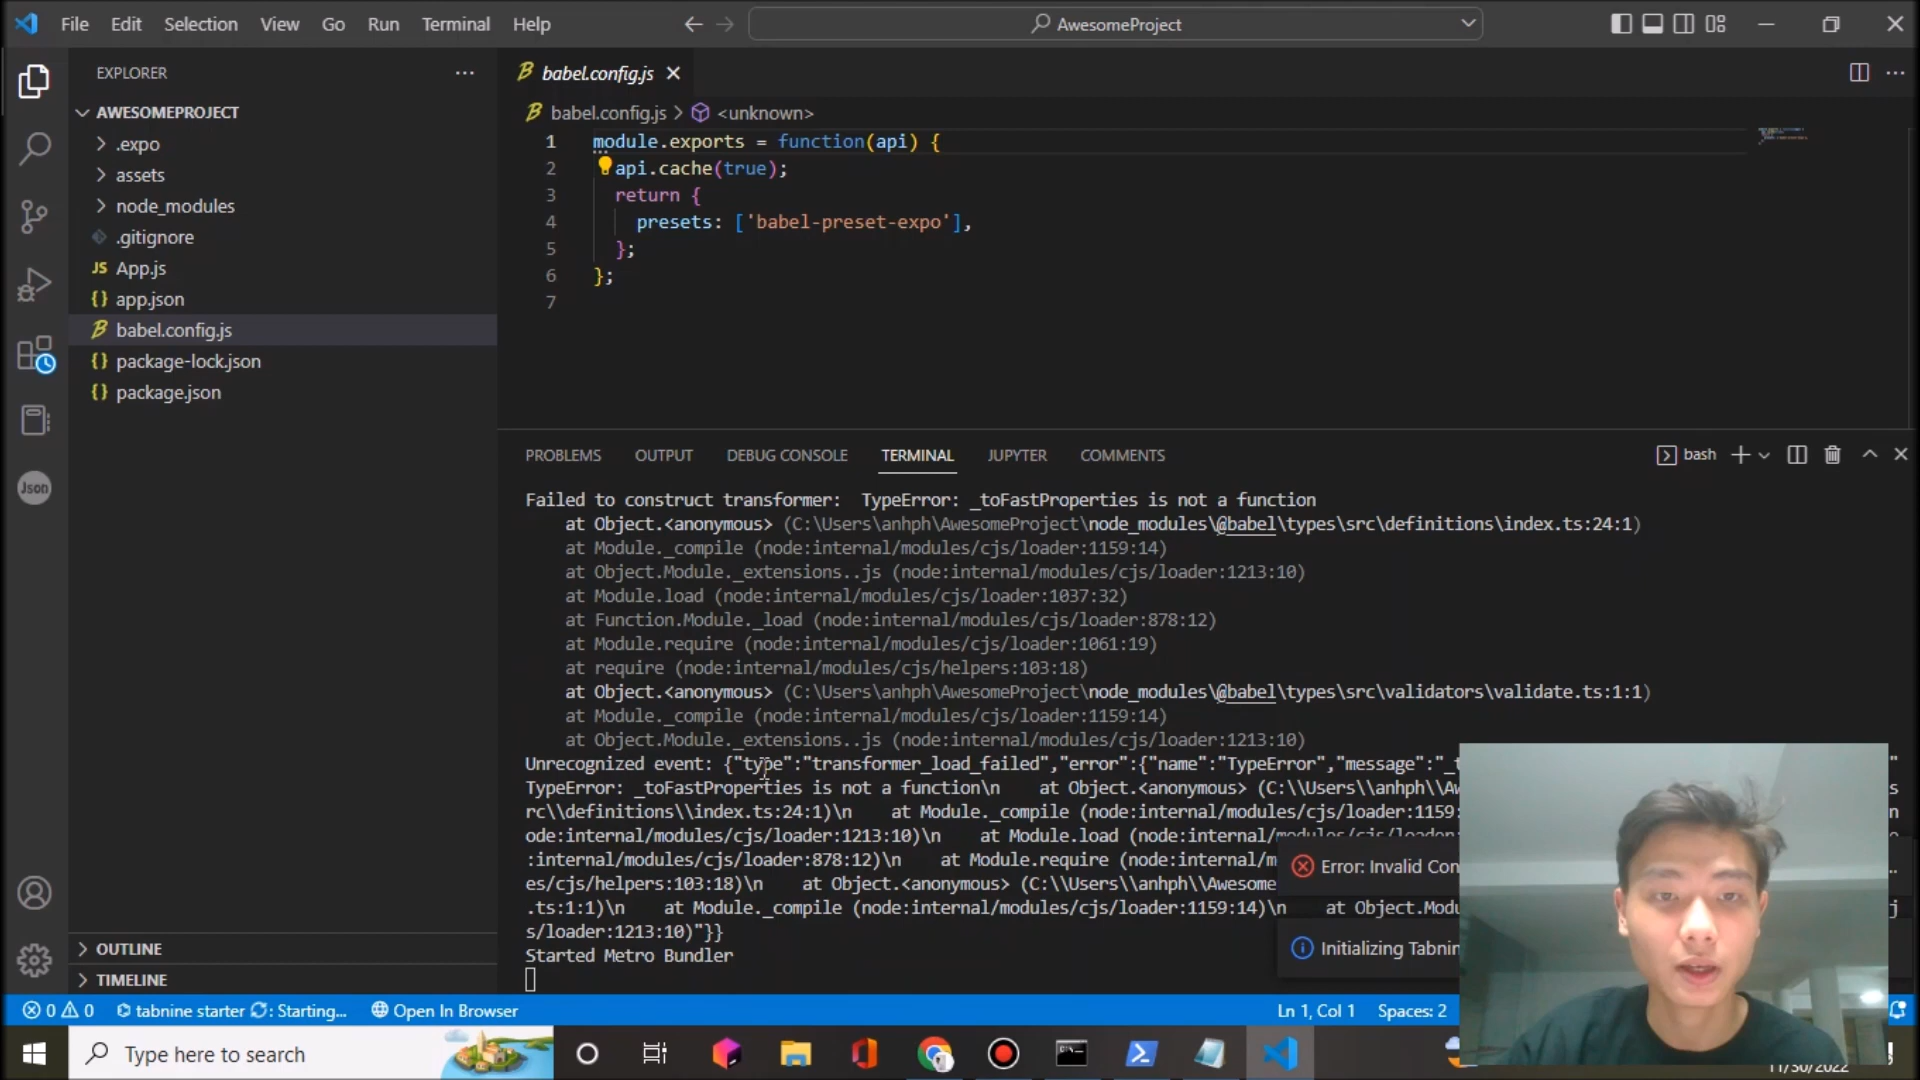 File Edit Selection View Go Run Terminal Help
AwesomeProject
EXPLORER
AWESOMEPROJECT
.expo
assets
node_modules
.gitignore
JS App.js
{} app.json
babel.config.js
{} package-lock.json
{} package.json
Json
OUTLINE
TIMELINE
babel.config.js
babel.config.js > <unknown>
1 module.exports = function(api) {
2 api.cache(true);
3 return {
4 presets: ['babel-preset-expo'],
5 };
6 };
7
PROBLEMS OUTPUT DEBUG CONSOLE TERMINAL JUPYTER COMMENTS
bash
Failed to construct transformer:  TypeError: _toFastProperties is not a function
at Object.<anonymous> (C:\Users\anhph\AwesomeProject\node_modules\@babel\types\src\definitions\index.ts:24:1)
at Module._compile (node:internal/modules/cjs/loader:1159:14)
at Object.Module._extensions..js (node:internal/modules/cjs/loader:1213:10)
at Module.load (node:internal/modules/cjs/loader:1037:32)
at Function.Module._load (node:internal/modules/cjs/loader:878:12)
at Module.require (node:internal/modules/cjs/loader:1061:19)
at require (node:internal/modules/cjs/helpers:103:18)
at Object.<anonymous> (C:\Users\anhph\AwesomeProject\node_modules\@babel\types\src\validators\validate.ts:1:1)
at Module._compile (node:internal/modules/cjs/loader:1159:14)
at Object.Module._extensions..js (node:internal/modules/cjs/loader:1213:10)
Unrecognized event: {"type":"transformer_load_failed","error":{"name":"TypeError","message":"_t
TypeError: _toFastProperties is not a function\n    at Object.<anonymous> (C:\\Users\\anhph\\Aw
rc\\definitions\\index.ts:24:1)\n    at Module._compile (node:internal/modules/cjs/loader:1159:
ode:internal/modules/cjs/loader:1213:10)\n    at Module.load (node:internal/modules/cjs/loader:
:internal/modules/cjs/loader:878:12)\n    at Module.require (node:internal/m
es/cjs/helpers:103:18)\n    at Object.<anonymous> (C:\\Users\\anhph\\Awesome
.ts:1:1)\n    at Module._compile (node:internal/modules/cjs/loader:1159:14)\n    at Object.Modu
s/loader:1213:10)"}}
Started Metro Bundler
Error: Invalid Con
Initializing Tabnin
0 0 tabnine starter : Starting... Open In Browser
Ln 1, Col 1 Spaces: 2
Type here to search
11/30/2022